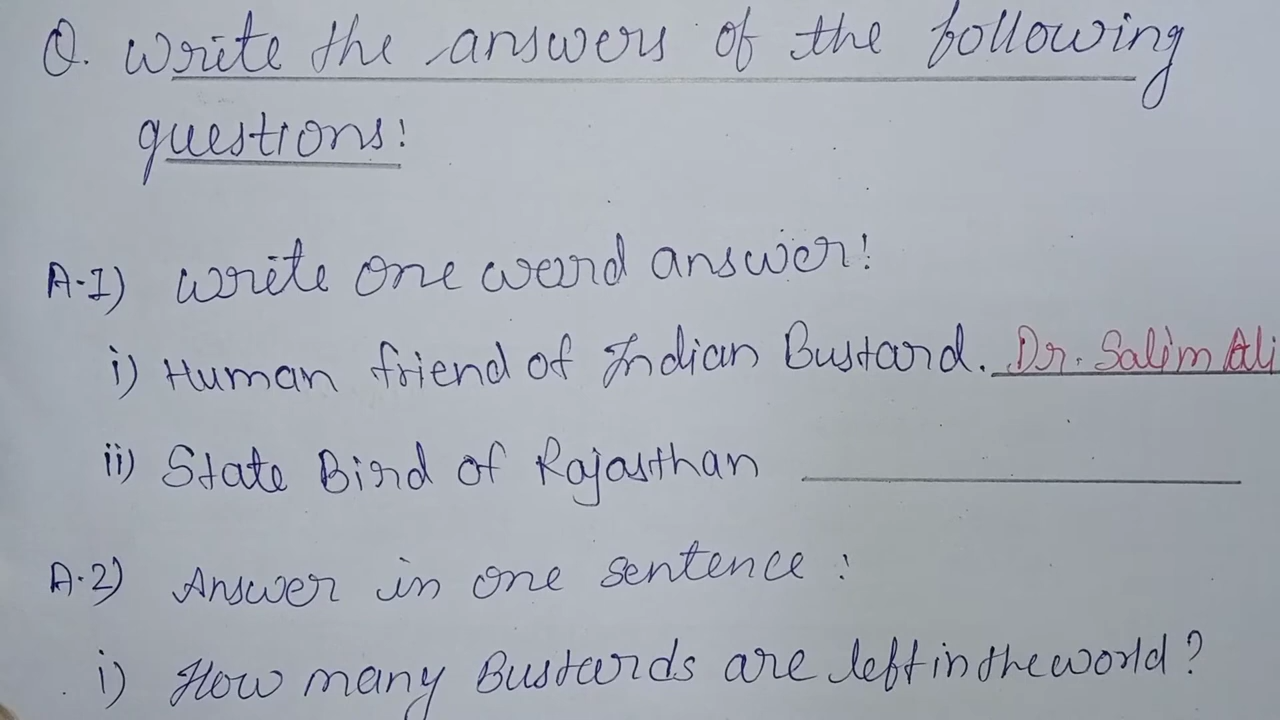 Q. Write the answers of the following
questions:
A-1) Write one word answer:
i) Human friend of Indian Bustard. Dr. Salim Ali
ii) State Bird of Rajasthan
A-2) Answer in one sentence :
i) How many Bustards are left in the world ?